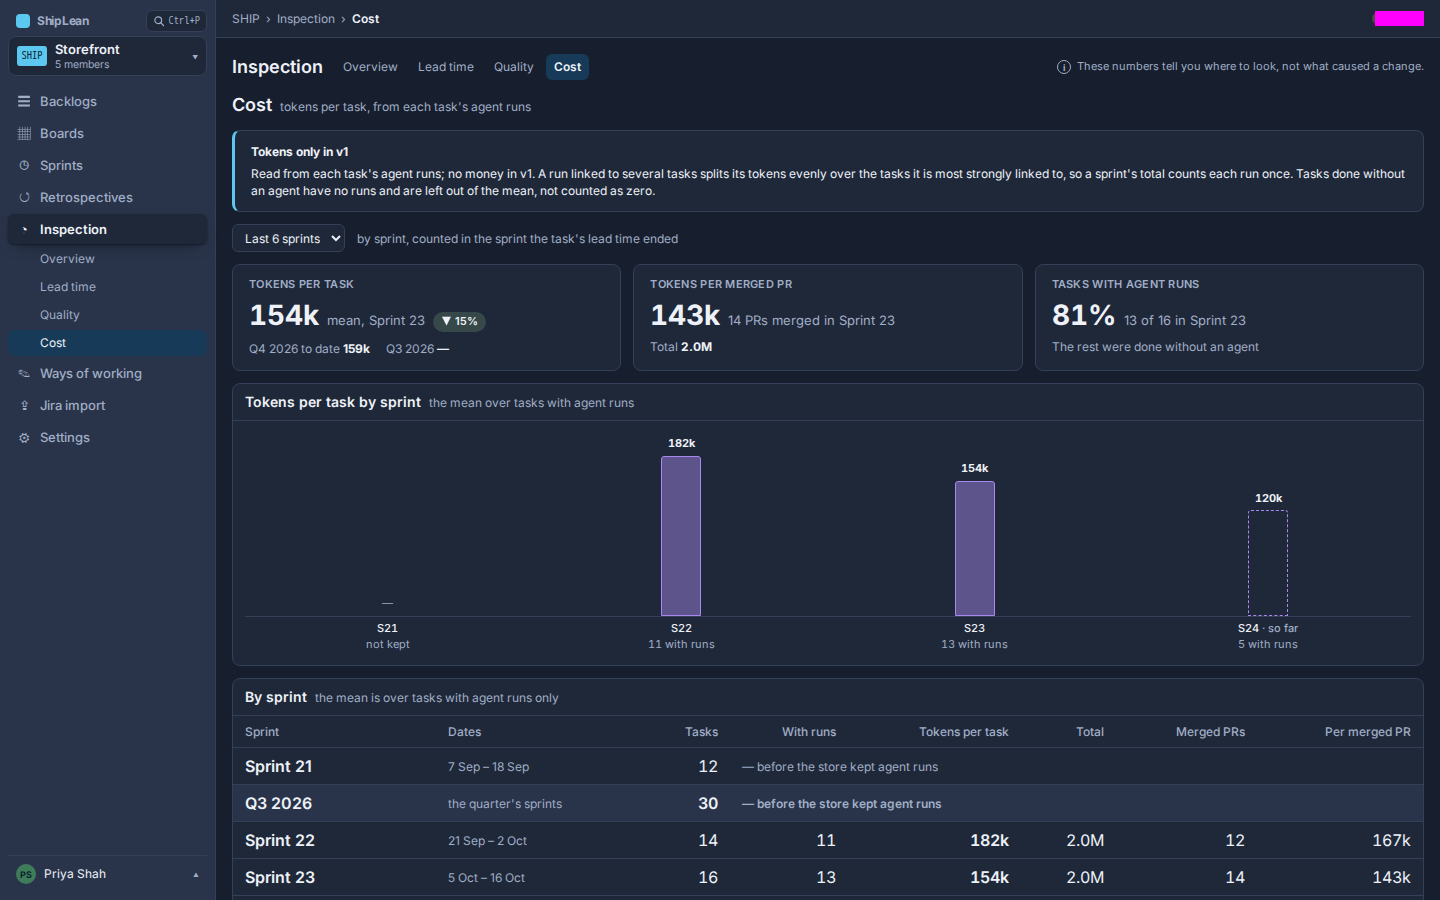 ShipLean
Ctrl+P
SHIP
Storefront
5 members
Backlogs
Boards
Sprints
Retrospectives
Inspection
Overview
Lead time
Quality
Cost
Ways of working
Jira import
Settings
PS
Priya Shah
SHIP › Inspection › Cost
Inspection Overview Lead time Quality Cost
These numbers tell you where to look, not what caused a change.
Cost tokens per task, from each task's agent runs
Tokens only in v1
Read from each task's agent runs; no money in v1. A run linked to several tasks splits its tokens evenly over the tasks it is most strongly linked to, so a sprint's total counts each run once. Tasks done without
an agent have no runs and are left out of the mean, not counted as zero.
Last 6 sprints by sprint, counted in the sprint the task's lead time ended
TOKENS PER TASK
154k mean, Sprint 23 ▼ 15%
Q4 2026 to date 159k Q3 2026 —
TOKENS PER MERGED PR
143k 14 PRs merged in Sprint 23
Total 2.0M
TASKS WITH AGENT RUNS
81% 13 of 16 in Sprint 23
The rest were done without an agent
Tokens per task by sprint the mean over tasks with agent runs
182k
154k
120k
—
S21 S22 S23 S24 · so far
not kept 11 with runs 13 with runs 5 with runs
By sprint the mean is over tasks with agent runs only
Sprint Dates Tasks With runs Tokens per task Total Merged PRs Per merged PR
Sprint 21 7 Sep – 18 Sep 12 — before the store kept agent runs
Q3 2026 the quarter's sprints 30 — before the store kept agent runs
Sprint 22 21 Sep – 2 Oct 14 11 182k 2.0M 12 167k
Sprint 23 5 Oct – 16 Oct 16 13 154k 2.0M 14 143k